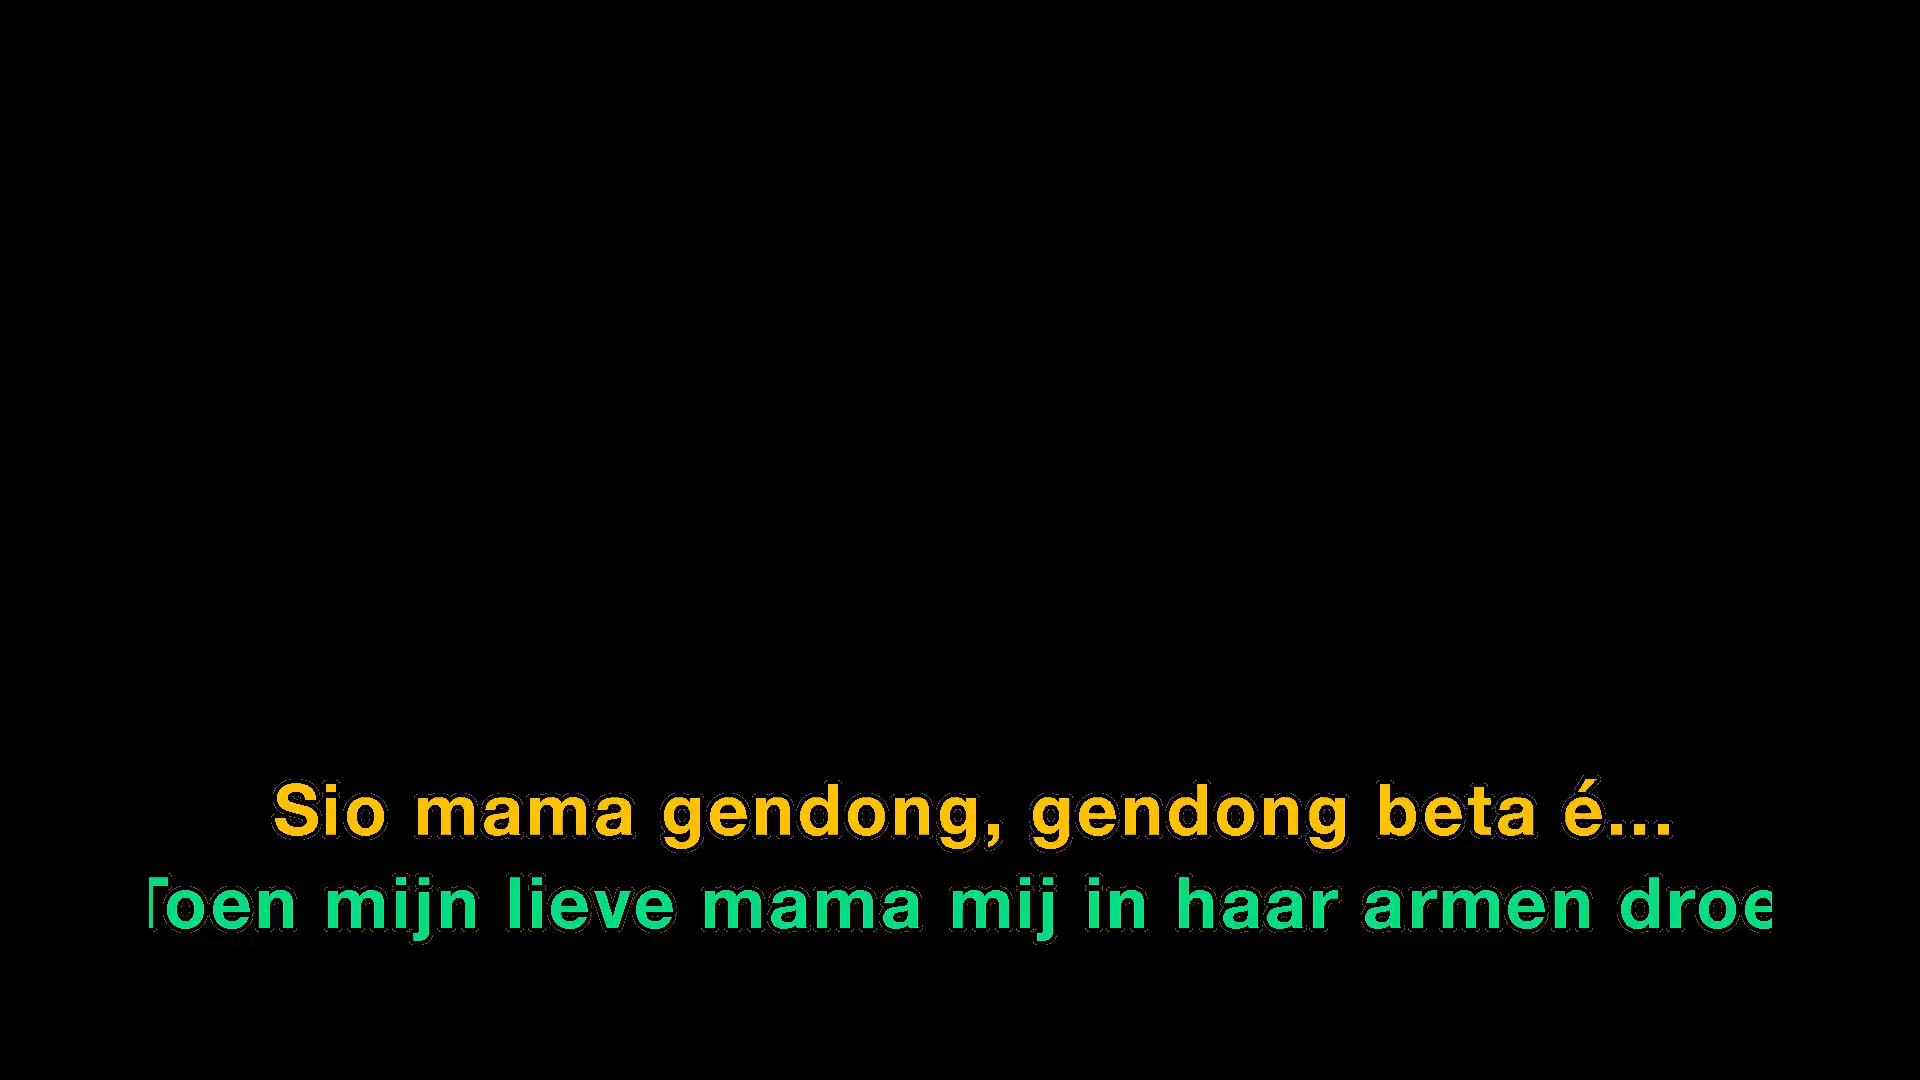 Sio mama gendong, gendong beta é...
Toen mijn lieve mama mij in haar armen droe